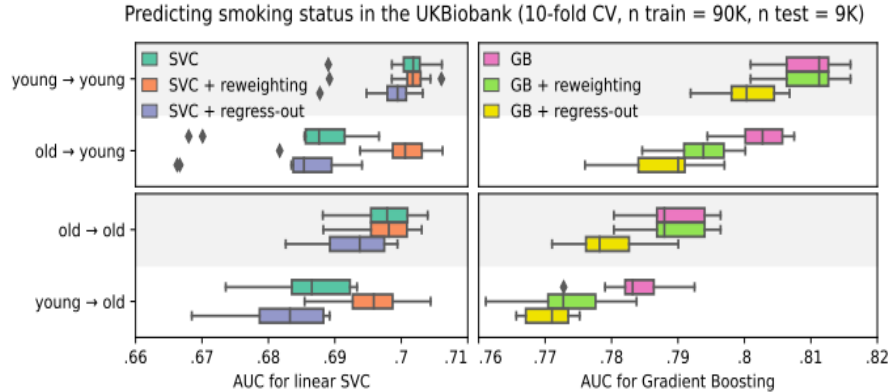 Predicting smoking status in the UKBiobank (10-fold CV, n train = 90K, n test = 9K)
SVC
SVC + reweighting
SVC + regress-out
GB
GB + reweighting
GB + regress-out
young → young
old → young
old → old
young → old
.66 .67 .68 .69 .7 .71
.76 .77 .78 .79 .8 .81 .82
AUC for linear SVC
AUC for Gradient Boosting